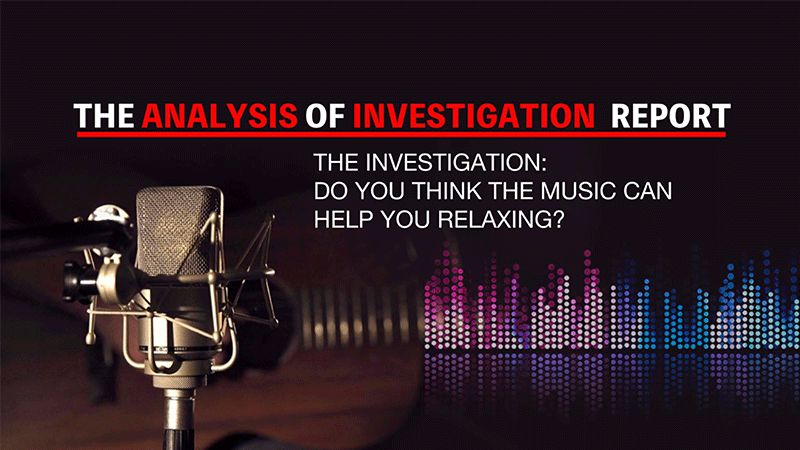 THE ANALYSIS OF INVESTIGATION REPORT
THE INVESTIGATION:
DO YOU THINK THE MUSIC CAN
HELP YOU RELAXING?